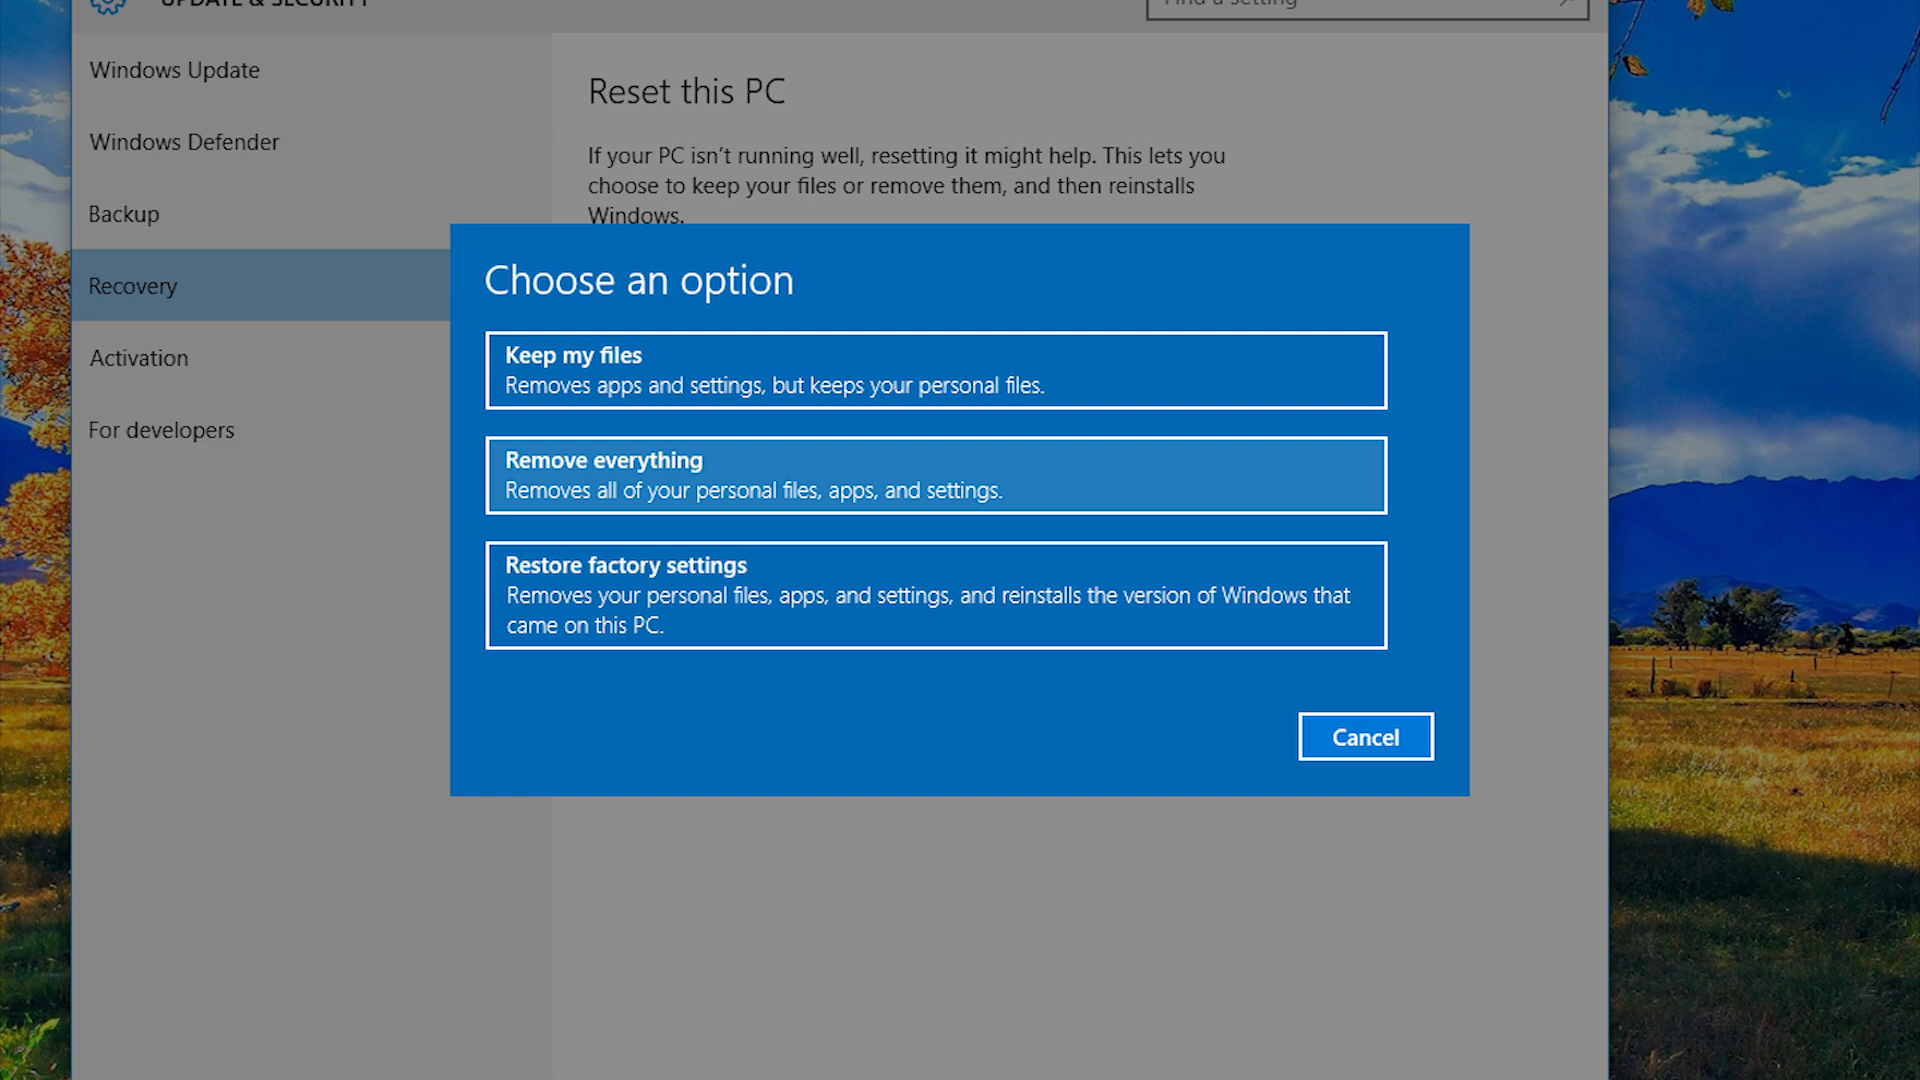 UPDATE & SECURITY
Find a setting
Windows Update
Windows Defender
Backup
Recovery
Activation
For developers
Reset this PC
If your PC isn't running well, resetting it might help. This lets you
choose to keep your files or remove them, and then reinstalls
Windows.
Choose an option
Keep my files
Removes apps and settings, but keeps your personal files.
Remove everything
Removes all of your personal files, apps, and settings.
Restore factory settings
Removes your personal files, apps, and settings, and reinstalls the version of Windows that
came on this PC.
Cancel